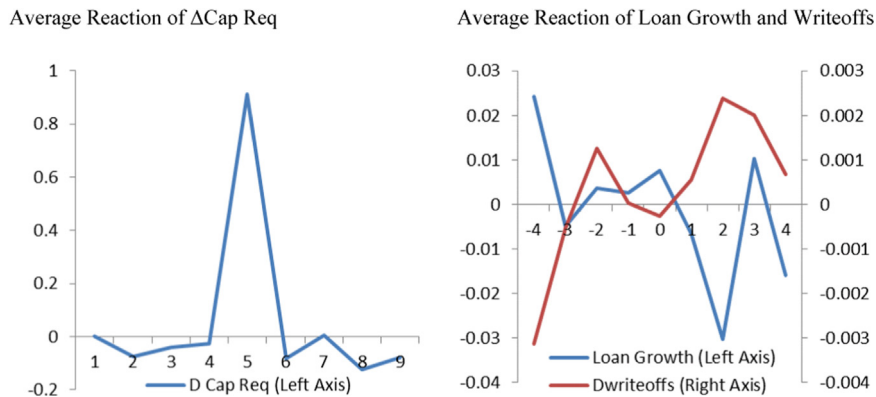 Average Reaction of ΔCap Req
1
0.8
0.6
0.4
0.2
0
-0.2
1 2 3 4 5 6 7 8 9
D Cap Req (Left Axis)
Average Reaction of Loan Growth and Writeoffs
0.03 0.003
0.02 0.002
0.01 0.001
0 0
-4 -3 -2 -1 0 1 2 3 4
-0.01 -0.001
-0.02 -0.002
-0.03 -0.003
-0.04 -0.004
Loan Growth (Left Axis)
Dwriteoffs (Right Axis)